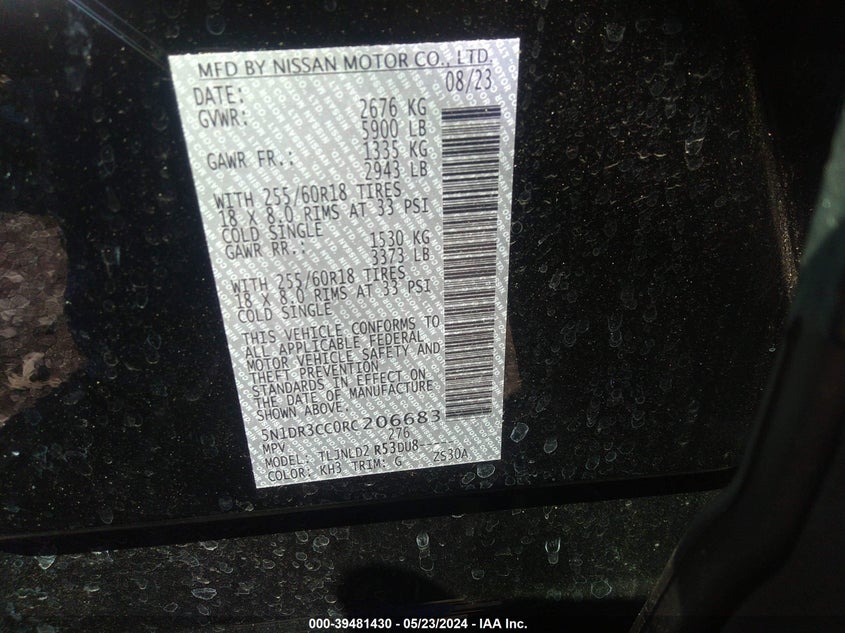 MFD BY NISSAN MOTOR CO., LTD.
DATE: 08/23
GVWR: 2676 KG
5900 LB
GAWR FR.: 1335 KG
2943 LB
WITH 255/60R18 TIRES
18 X 8.0 RIMS AT 33 PSI
COLD SINGLE
GAWR RR.: 1530 KG
3373 LB
WITH 255/60R18 TIRES
18 X 8.0 RIMS AT 33 PSI
COLD SINGLE
THIS VEHICLE CONFORMS TO
ALL APPLICABLE FEDERAL
MOTOR VEHICLE SAFETY AND
THEFT PREVENTION
STANDARDS IN EFFECT ON
THE DATE OF MANUFACTURE
SHOWN ABOVE.
5N1DR3CC0RC206683
MPV 276
MODEL: TLJNLD2 R53DU8-----
COLOR: KH3 TRIM: G ZS30A
000-39481430 - 05/23/2024 - IAA Inc.